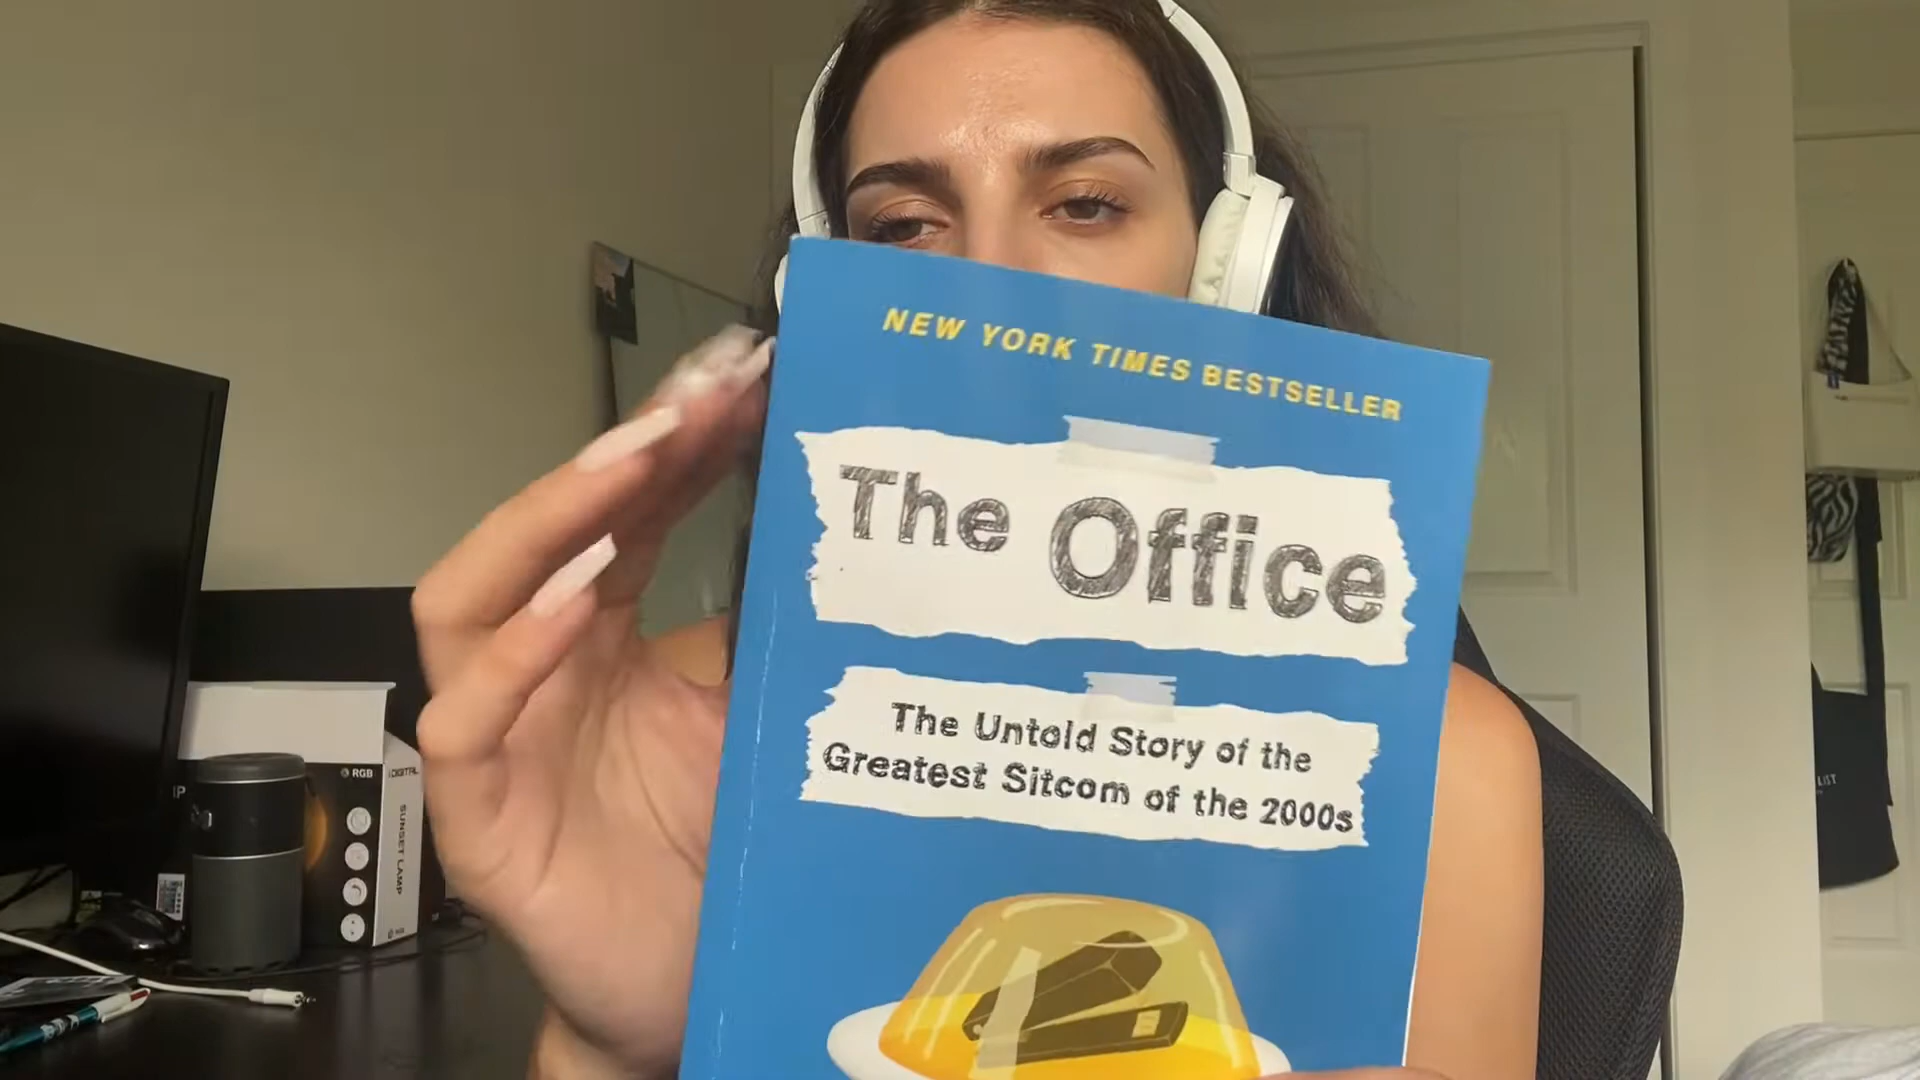 NEW YORK TIMES BESTSELLER
The Office
The Untold Story of the
Greatest Sitcom of the 2000s
RGB
SUNSET LAMP
LIST